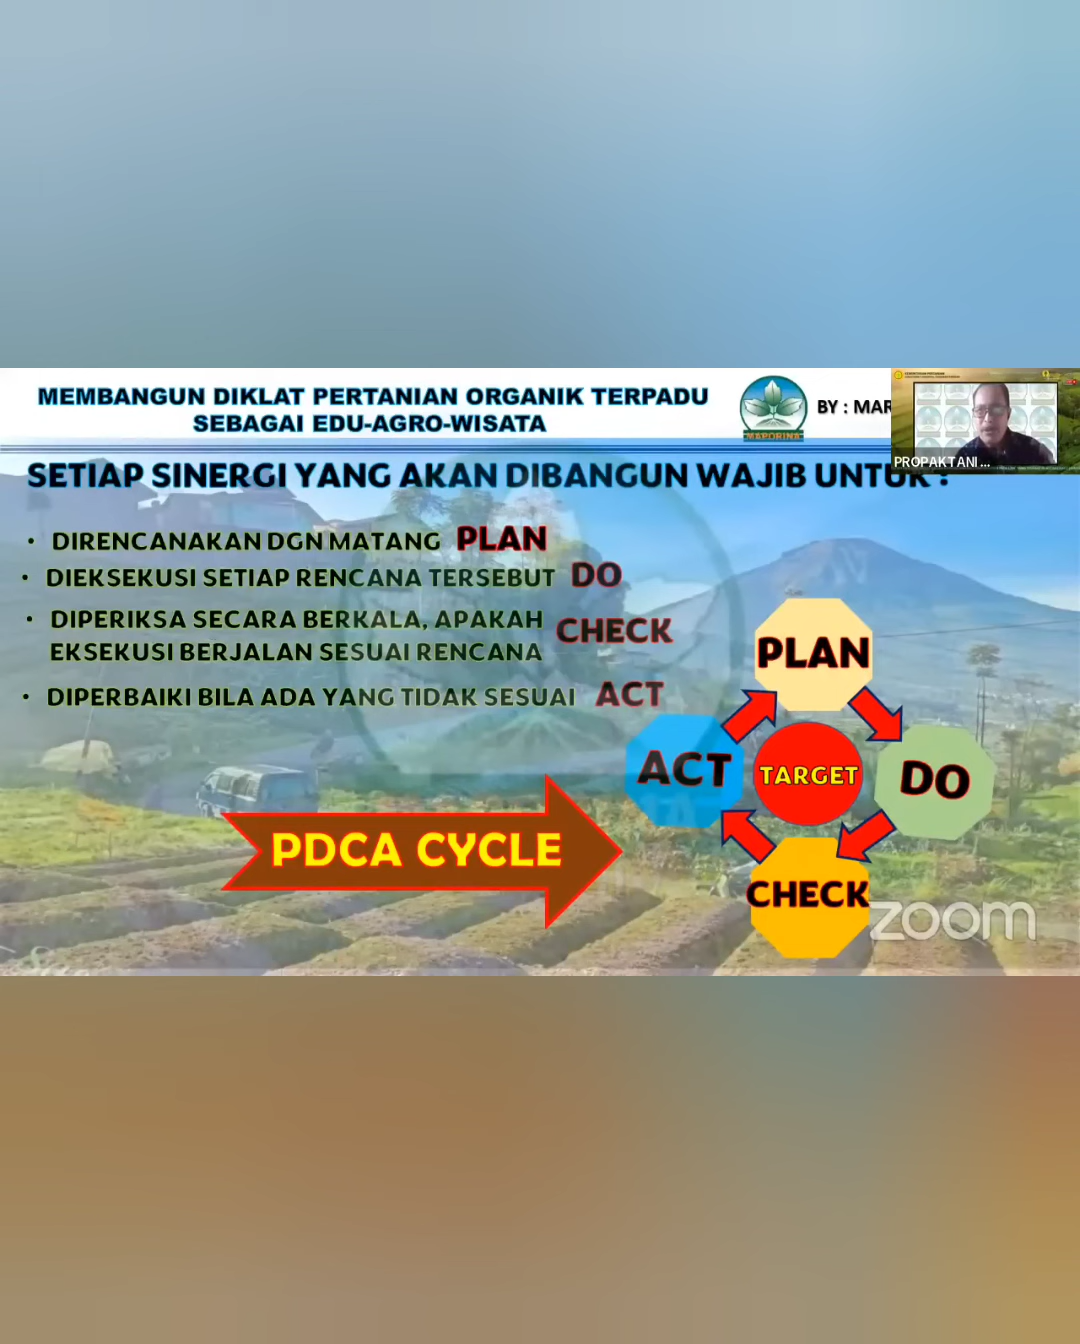 MEMBANGUN DIKLAT PERTANIAN ORGANIK TERPADU
SEBAGAI EDU-AGRO-WISATA
MAPORINA
BY : MAR
PROPAKTANI ...
SETIAP SINERGI YANG AKAN DIBANGUN WAJIB UNTUK :
• DIRENCANAKAN DGN MATANG PLAN
• DIEKSEKUSI SETIAP RENCANA TERSEBUT DO
• DIPERIKSA SECARA BERKALA, APAKAH
EKSEKUSI BERJALAN SESUAI RENCANA CHECK
• DIPERBAIKI BILA ADA YANG TIDAK SESUAI ACT
PLAN
ACT
TARGET
DO
PDCA CYCLE
CHECK
zoom